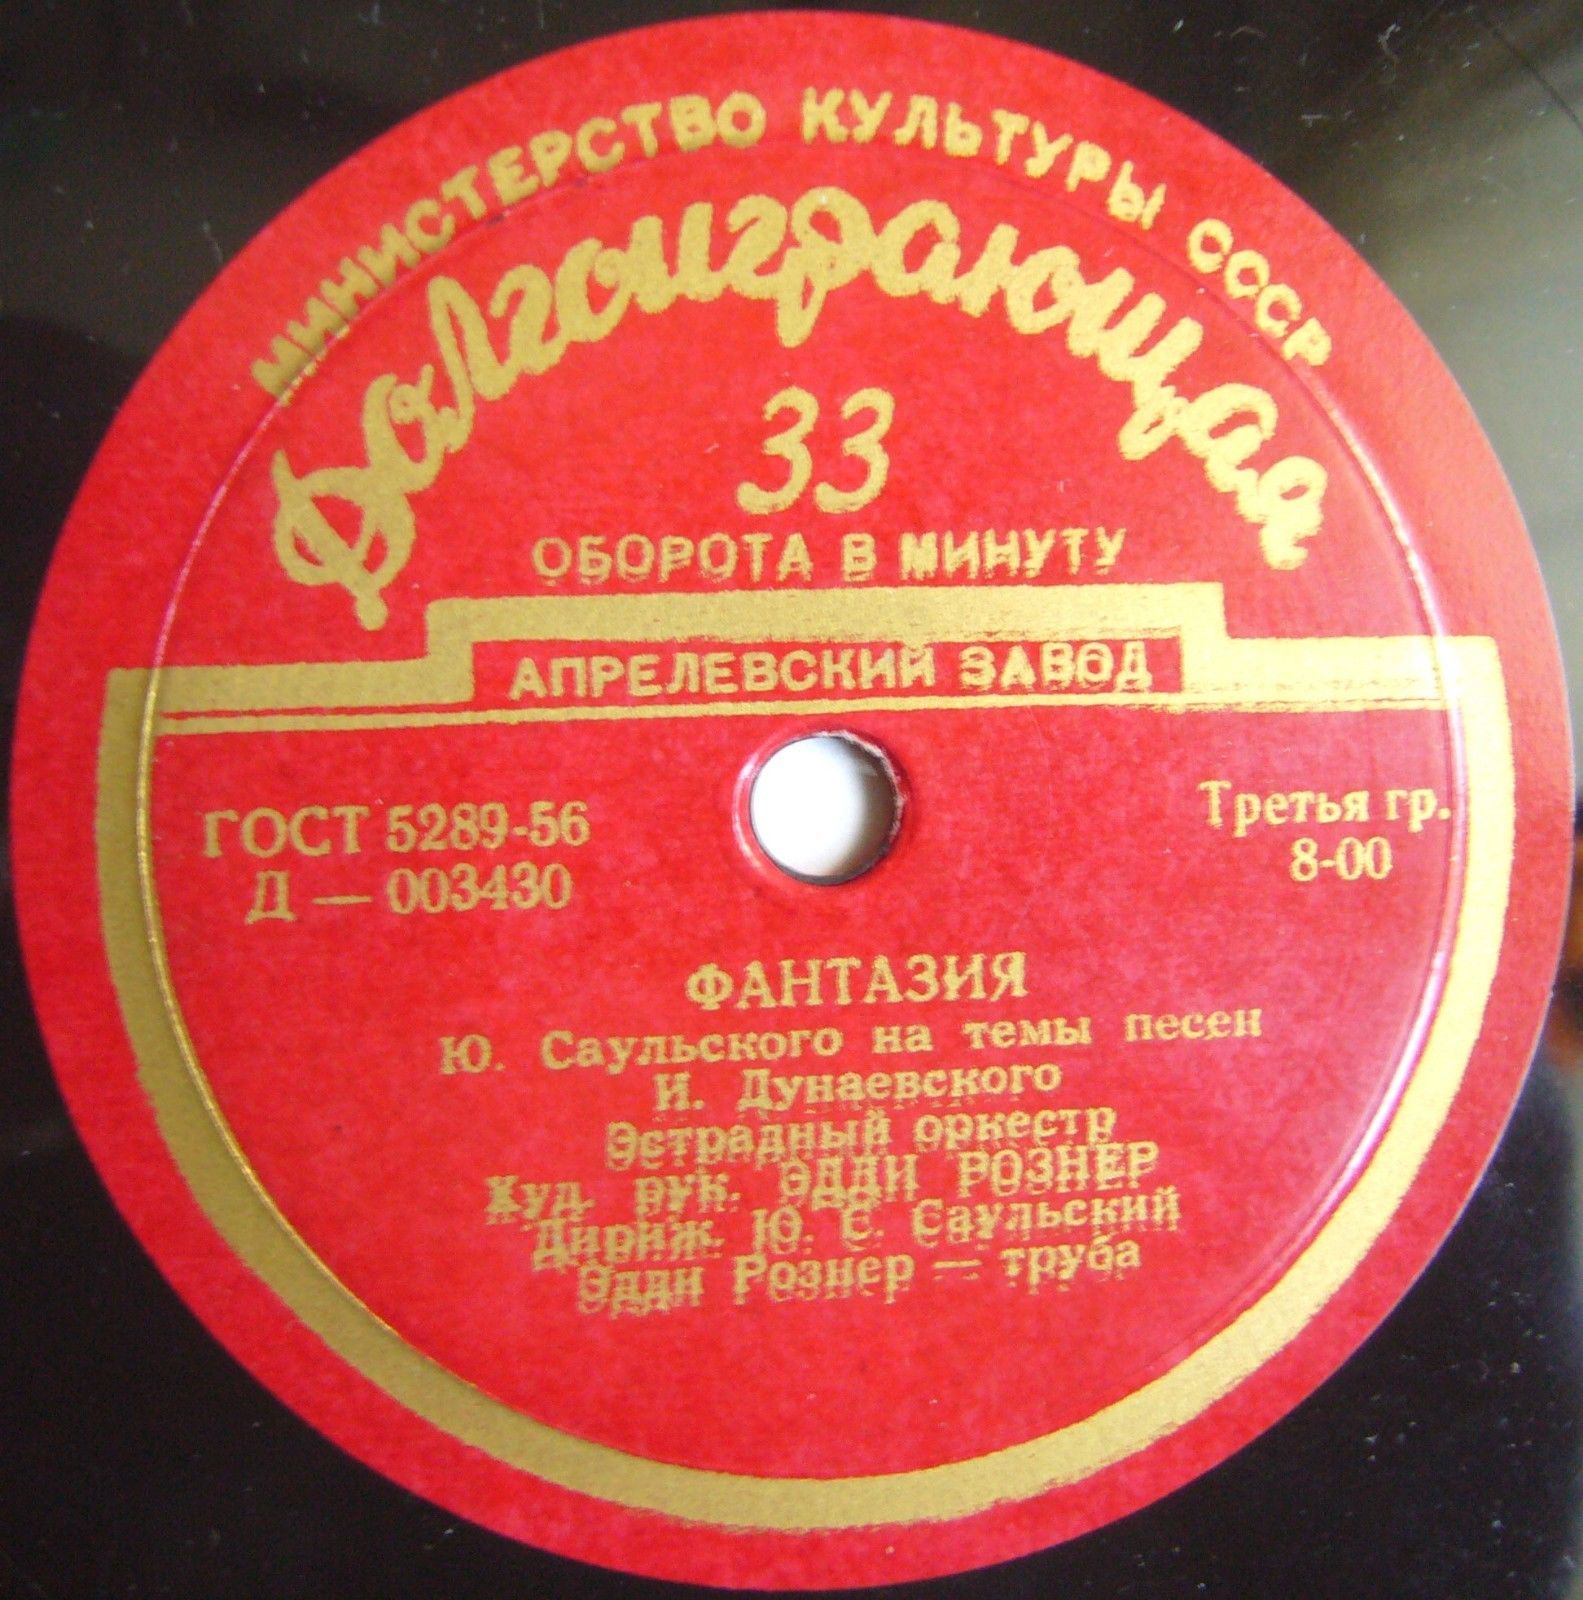 МИНИСТЕРСТВО КУЛЬТУРЫ СССР
Долгоиграющая
33
ОБОРОТА В МИНУТУ
АПРЕЛЕВСКИЙ ЗАВОД
ГОСТ 5289-56
Д — 003430
Третья гр.
8-00
ФАНТАЗИЯ
Ю. Саульского на темы песен
И. Дунаевского
Эстрадный оркестр
Худ. рук. ЭДДИ РОЗНЕР
Дириж. Ю. С. Саульский
Эдди Рознер — труба